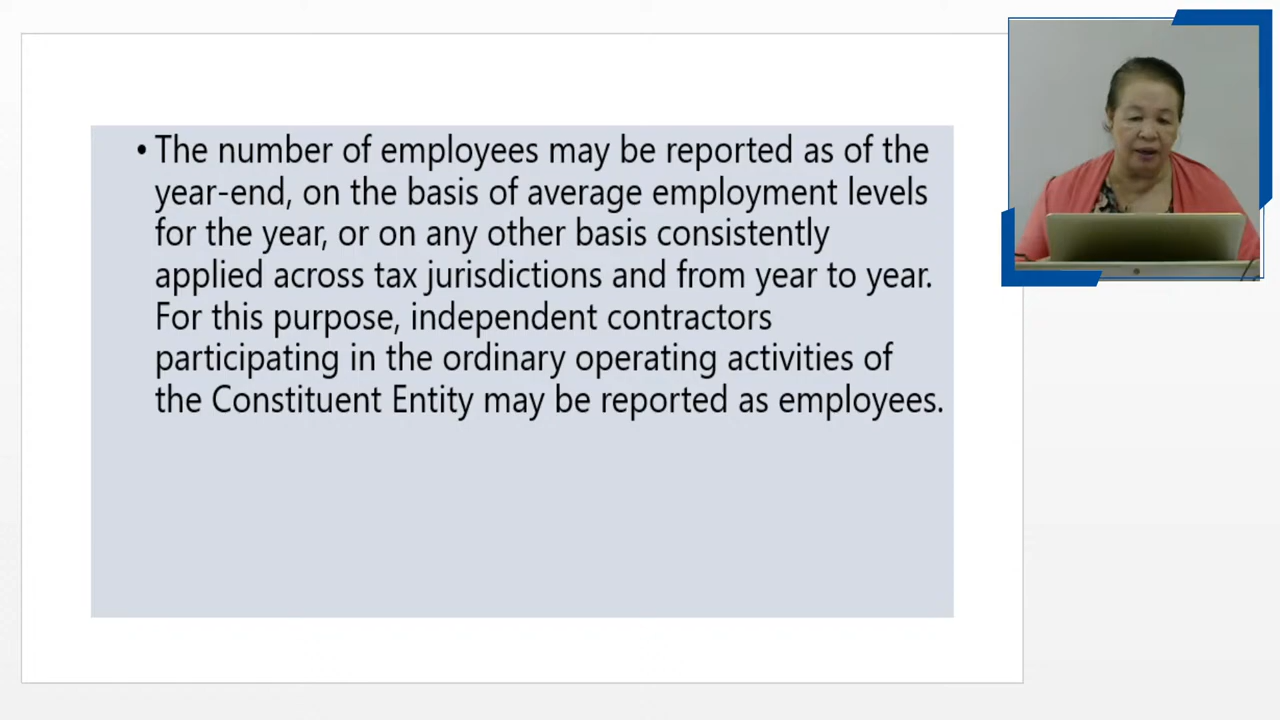 • The number of employees may be reported as of the
year-end, on the basis of average employment levels
for the year, or on any other basis consistently
applied across tax jurisdictions and from year to year.
For this purpose, independent contractors
participating in the ordinary operating activities of
the Constituent Entity may be reported as employees.